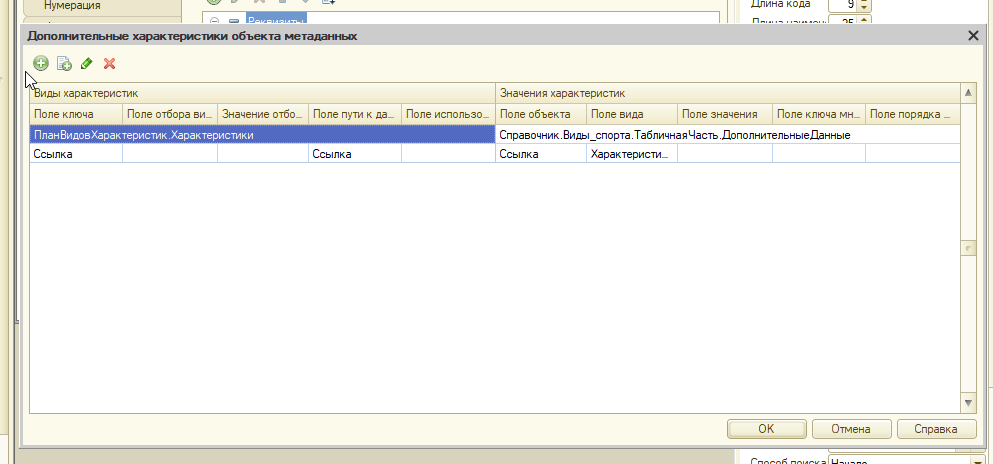 Нумерация
Длина кода 9
Реквизиты
25
Дополнительные характеристики объекта метаданных
Виды характеристик Значения характеристик
Поле ключа Поле отбора ви... Значение отбо... Поле пути к да... Поле использо... Поле объекта Поле вида Поле значения Поле ключа мн... Поле порядка ...
ПланВидовХарактеристик.Характеристики Справочник.Виды_спорта.ТабличнаяЧасть.ДополнительныеДанные
Ссылка Ссылка Ссылка Характеристи...
OK Отмена Справка
Способ поиска Начало